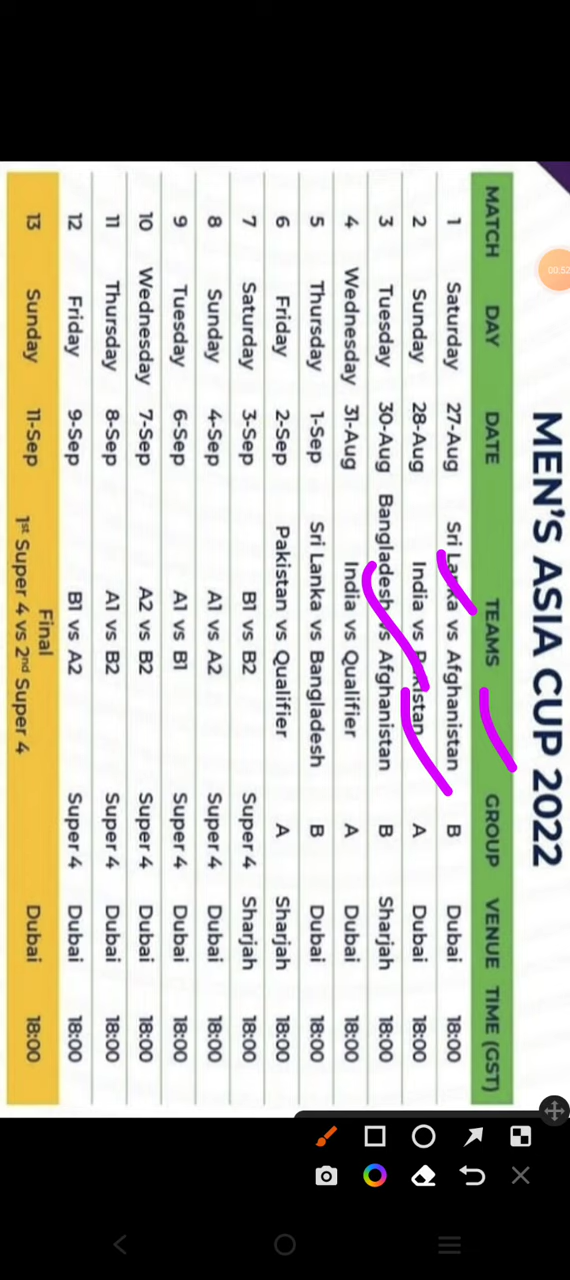 MEN'S ASIA CUP 2022
MATCH DAY DATE TEAMS GROUP VENUE TIME (GST)
1 Saturday 27-Aug Sri Lanka vs Afghanistan B Dubai 18:00
2 Sunday 28-Aug India vs Pakistan A Dubai 18:00
3 Tuesday 30-Aug Bangladesh vs Afghanistan B Sharjah 18:00
4 Wednesday 31-Aug India vs Qualifier A Dubai 18:00
5 Thursday 1-Sep Sri Lanka vs Bangladesh B Dubai 18:00
6 Friday 2-Sep Pakistan vs Qualifier A Sharjah 18:00
7 Saturday 3-Sep B1 vs B2 Super 4 Sharjah 18:00
8 Sunday 4-Sep A1 vs A2 Super 4 Dubai 18:00
9 Tuesday 6-Sep A1 vs B1 Super 4 Dubai 18:00
10 Wednesday 7-Sep A2 vs B2 Super 4 Dubai 18:00
11 Thursday 8-Sep A1 vs B2 Super 4 Dubai 18:00
12 Friday 9-Sep B1 vs A2 Super 4 Dubai 18:00
Final
13 Sunday 11-Sep 1st Super 4 vs 2nd Super 4 Dubai 18:00
00:52